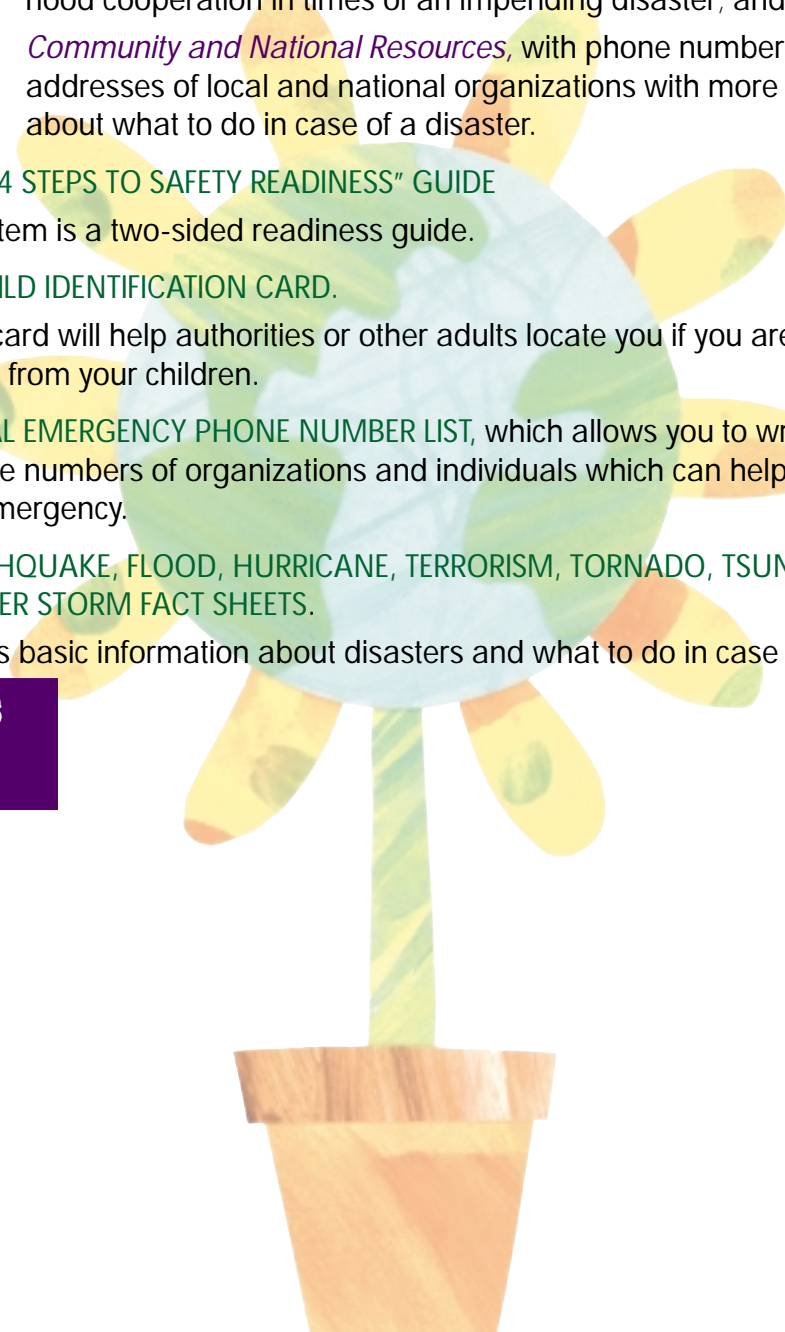 hood cooperation in times of an impending disaster; and
Community and National Resources, with phone number
addresses of local and national organizations with more
about what to do in case of a disaster.
4 STEPS TO SAFETY READINESS” GUIDE
tem is a two-sided readiness guide.
ILD IDENTIFICATION CARD.
card will help authorities or other adults locate you if you are
from your children.
AL EMERGENCY PHONE NUMBER LIST, which allows you to wr
e numbers of organizations and individuals which can help
mergency.
HQUAKE, FLOOD, HURRICANE, TERRORISM, TORNADO, TSUN
ER STORM FACT SHEETS.
s basic information about disasters and what to do in case